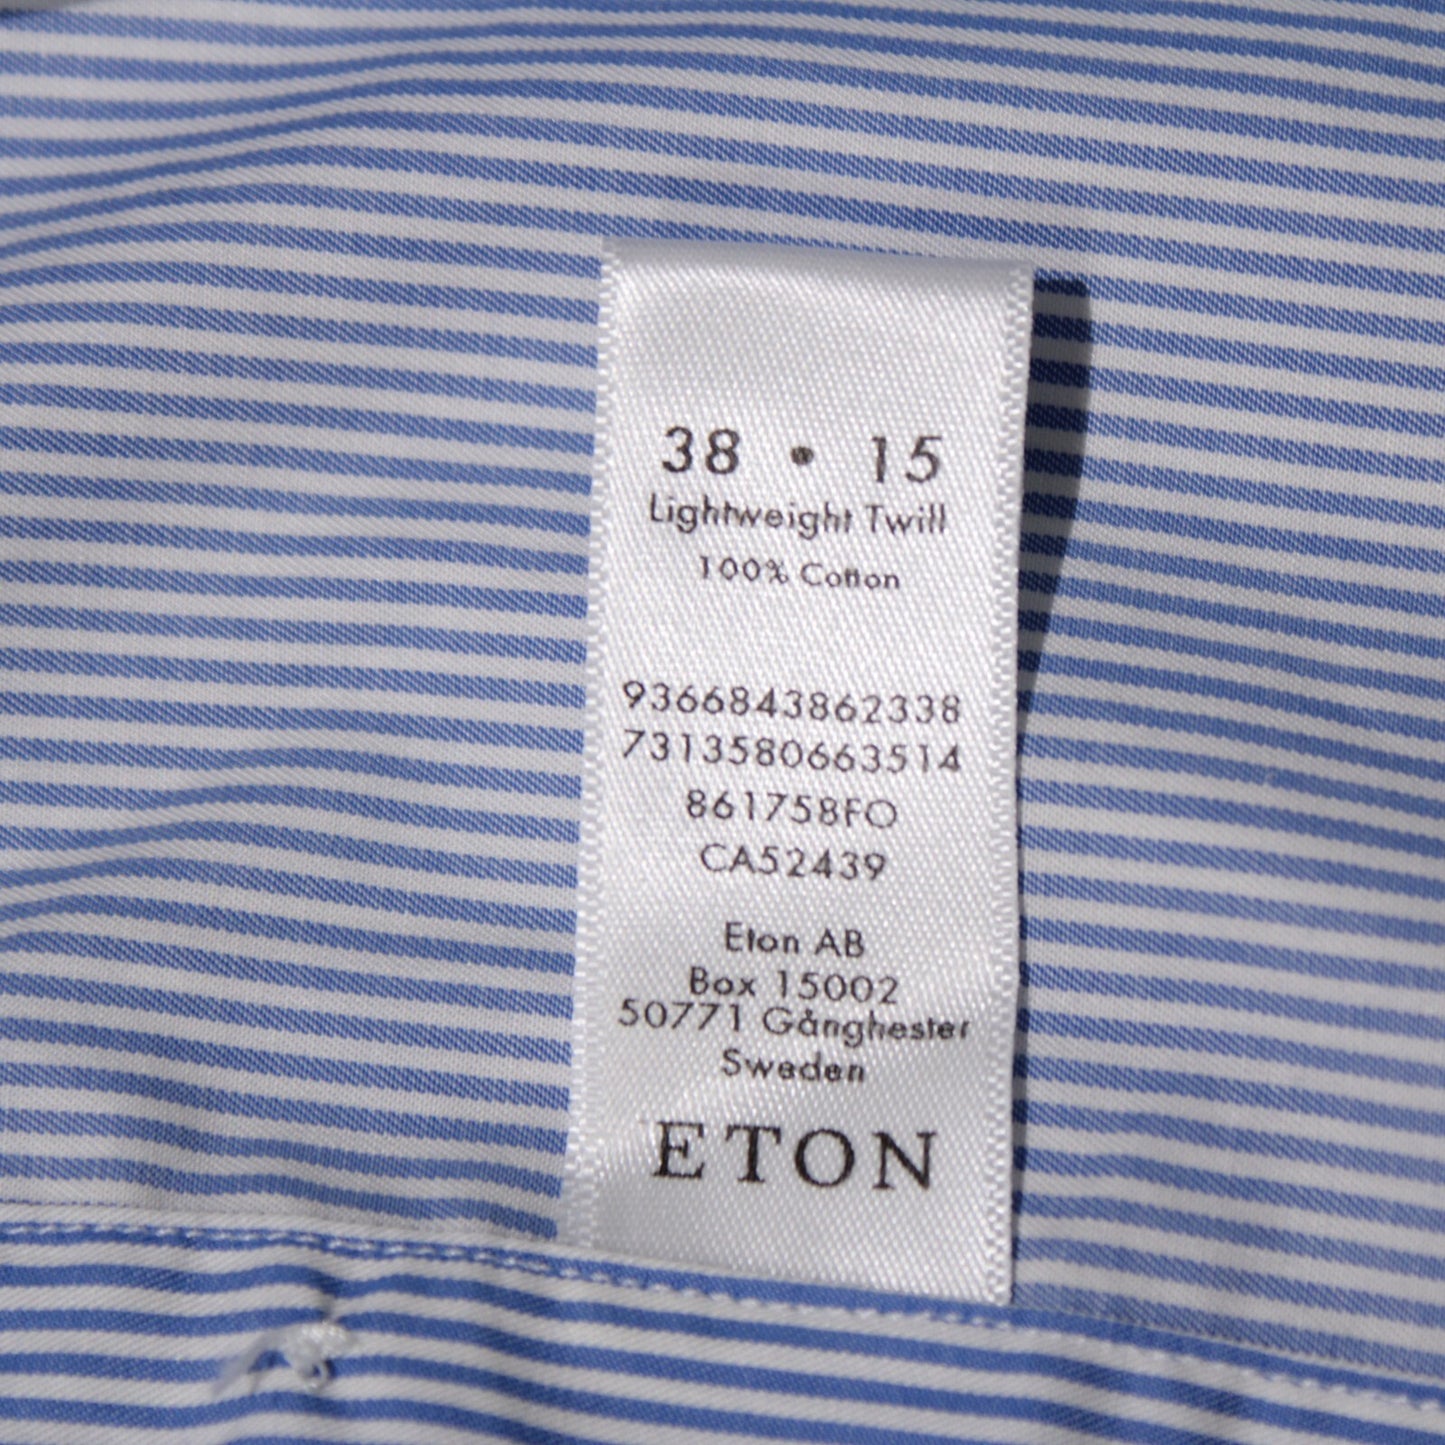 38 • 15
Lightweight Twill
100% Cotton
9366843862338
7313580663514
861758FO
CA52439
Eton AB
Box 15002
50771 Gånghester
Sweden
ETON